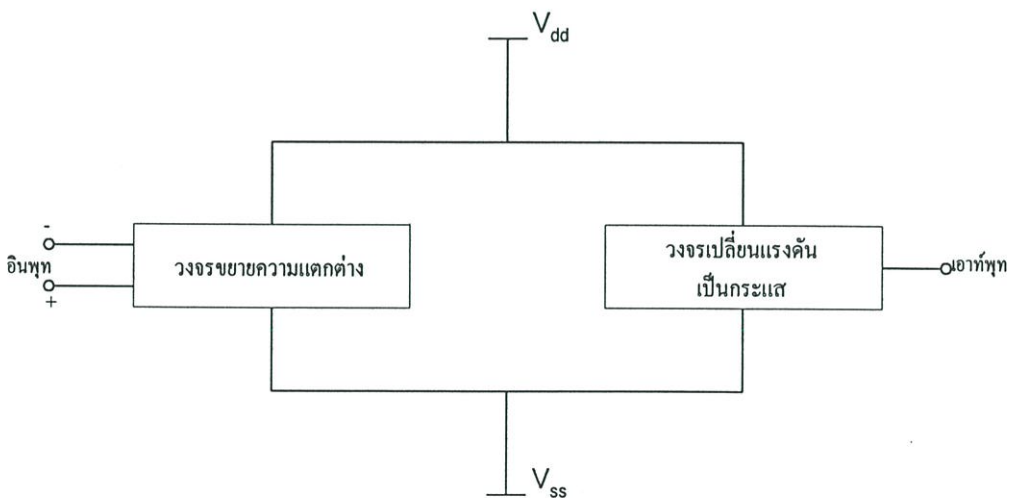 V_dd
-
อินพุท
+
วงจรขยายความแตกต่าง
วงจรเปลี่ยนแรงดัน
เป็นกระแส
เอาท์พุท
V_ss